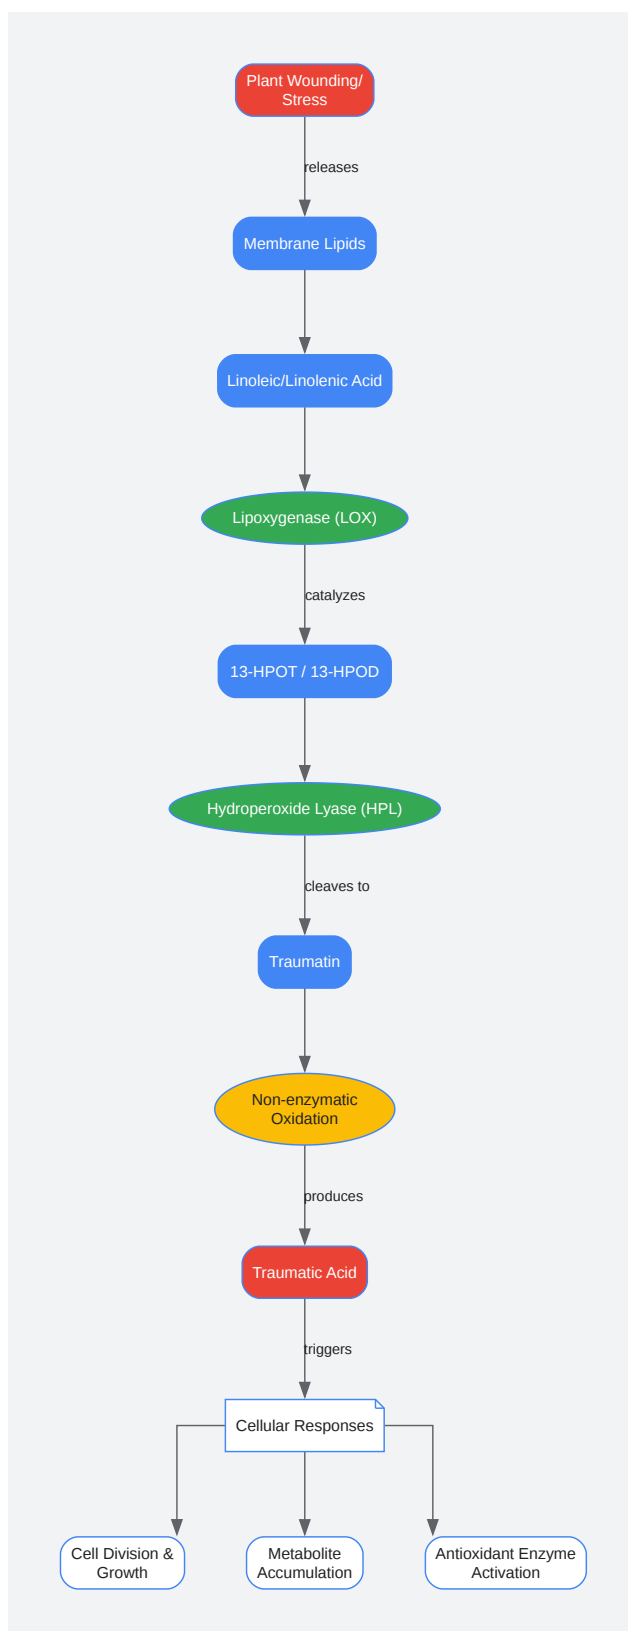 Plant Wounding/
Stress
releases
Membrane Lipids
Linoleic/Linolenic Acid
Lipoxygenase (LOX)
catalyzes
13-HPOT / 13-HPOD
Hydroperoxide Lyase (HPL)
cleaves to
Traumatin
Non-enzymatic
Oxidation
produces
Traumatic Acid
triggers
Cellular Responses
Cell Division &
Growth
Metabolite
Accumulation
Antioxidant Enzyme
Activation